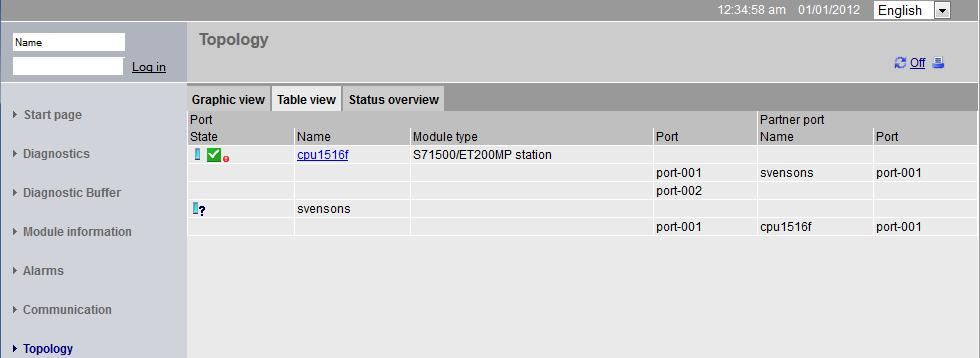 12:34:58 am 01/01/2012 English
Name
Log in
Topology
Off
Start page
Diagnostics
Diagnostic Buffer
Module information
Alarms
Communication
Topology
Graphic view Table view Status overview
Port Partner port
State Name Module type Port Name Port
cpu1516f S71500/ET200MP station
port-001 svensons port-001
port-002
? svensons
port-001 cpu1516f port-001